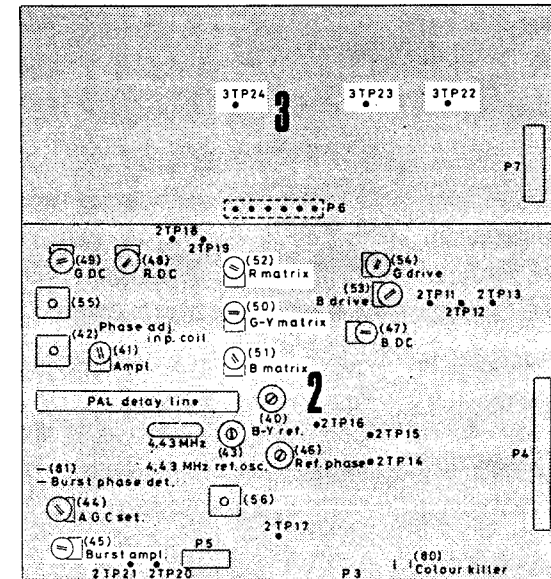 3TP24 3TP23 3TP22
3
P7
P6
2TP18
2TP19
(49)
G DC
(48)
R DC
(52)
R matrix
(54)
G drive
(53)
B drive
2TP11 2TP13
2TP12
(55)
(50)
G-Y matrix
(47)
B DC
(42)
Phase adj
inp. coil
(41)
Ampl.
(51)
B matrix
PAL delay line
2
(40)
B-Y ref.
2TP16
4,43 MHz
(43)
4,43 MHz ref.osc.
2TP15
(46)
Ref.phase
2TP14
P4
(81)
Burst phase det.
(44)
AGC set.
(56)
2TP17
(45)
Burst ampl.
P5
2TP21 2TP20
P3
(80)
Colour killer